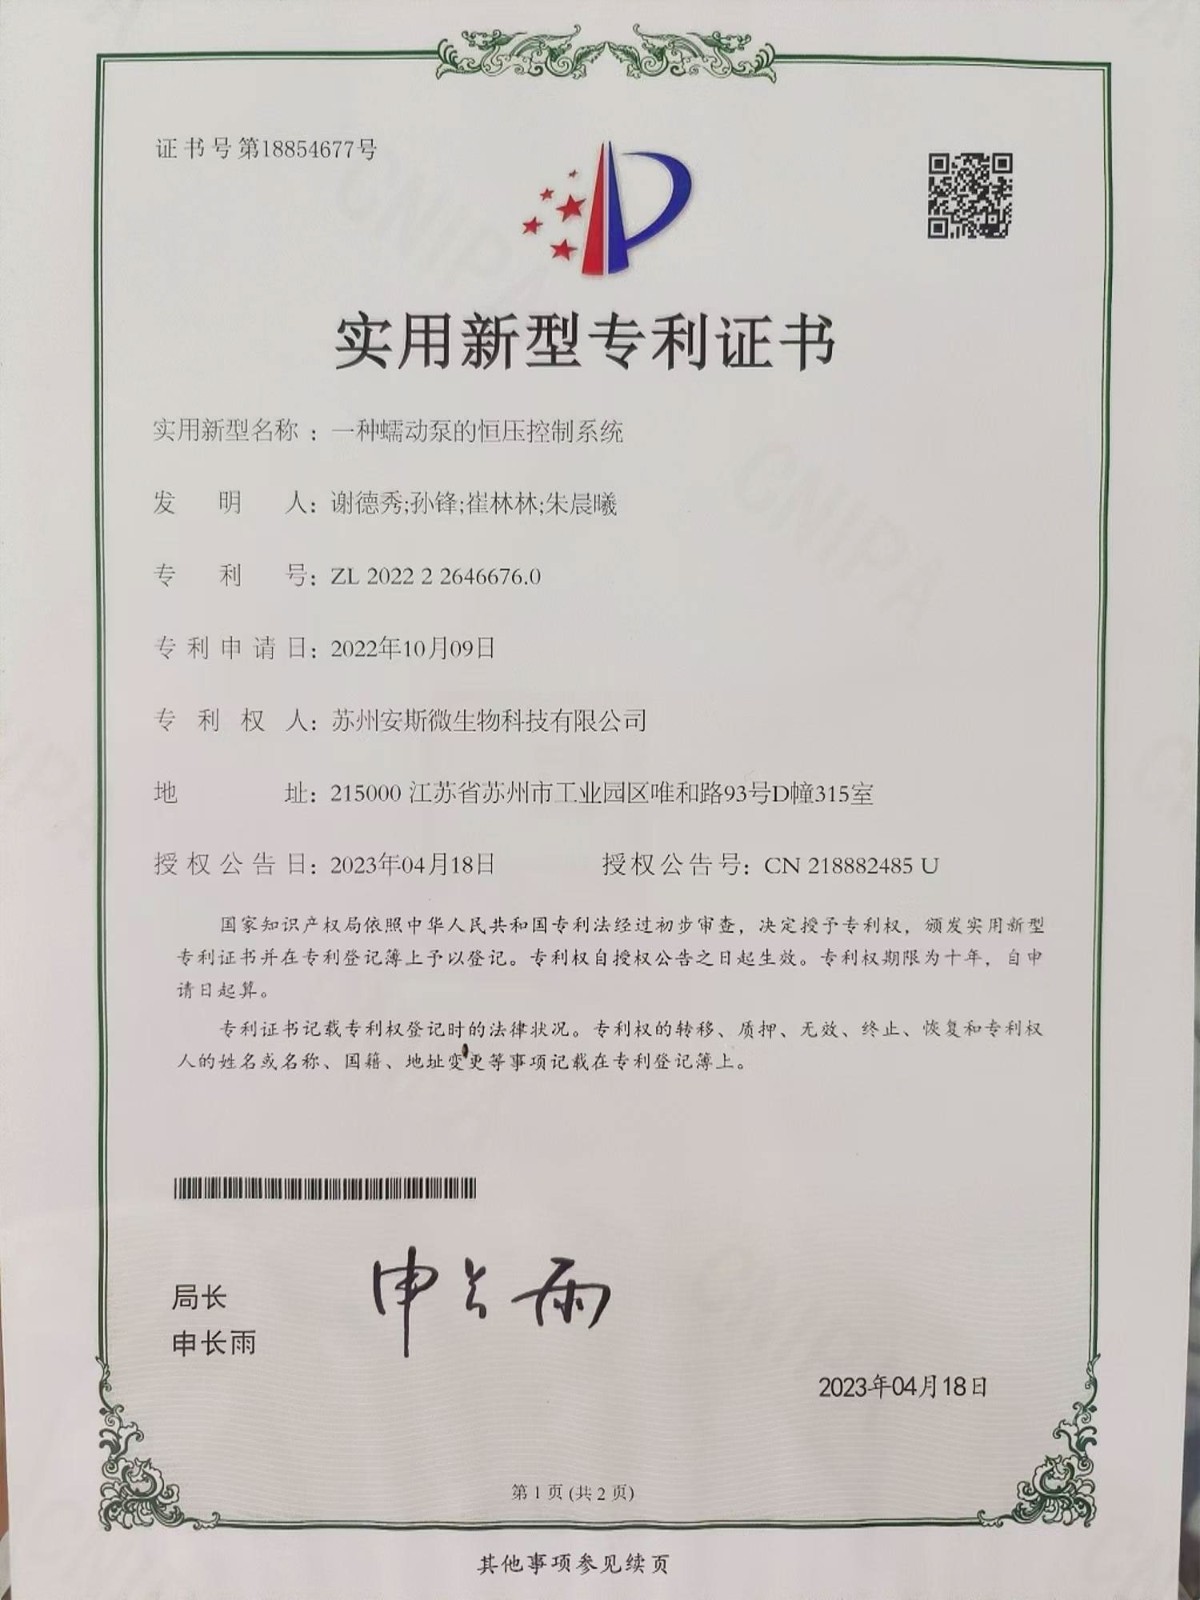 证书号第18854677号
实用新型专利证书
实用新型名称：一种蠕动泵的恒压控制系统
发明人：谢德秀;孙锋;崔林林;朱晨曦
专利号：ZL 2022 2 2646676.0
专利申请日：2022年10月09日
专利权人：苏州安斯微生物科技有限公司
地址：215000 江苏省苏州市工业园区唯和路93号D幢315室
授权公告日：2023年04月18日 授权公告号：CN 218882485 U
国家知识产权局依照中华人民共和国专利法经过初步审查，决定授予专利权，颁发实用新型
专利证书并在专利登记簿上予以登记。专利权自授权公告之日起生效。专利权期限为十年，自申
请日起算。
专利证书记载专利权登记时的法律状况。专利权的转移、质押、无效、终止、恢复和专利权
人的姓名或名称、国籍、地址变更等事项记载在专利登记簿上。
局长
申长雨
申长雨
2023年04月18日
第 1 页 (共 2 页)
其他事项参见续页
CNIPA
CNIPA